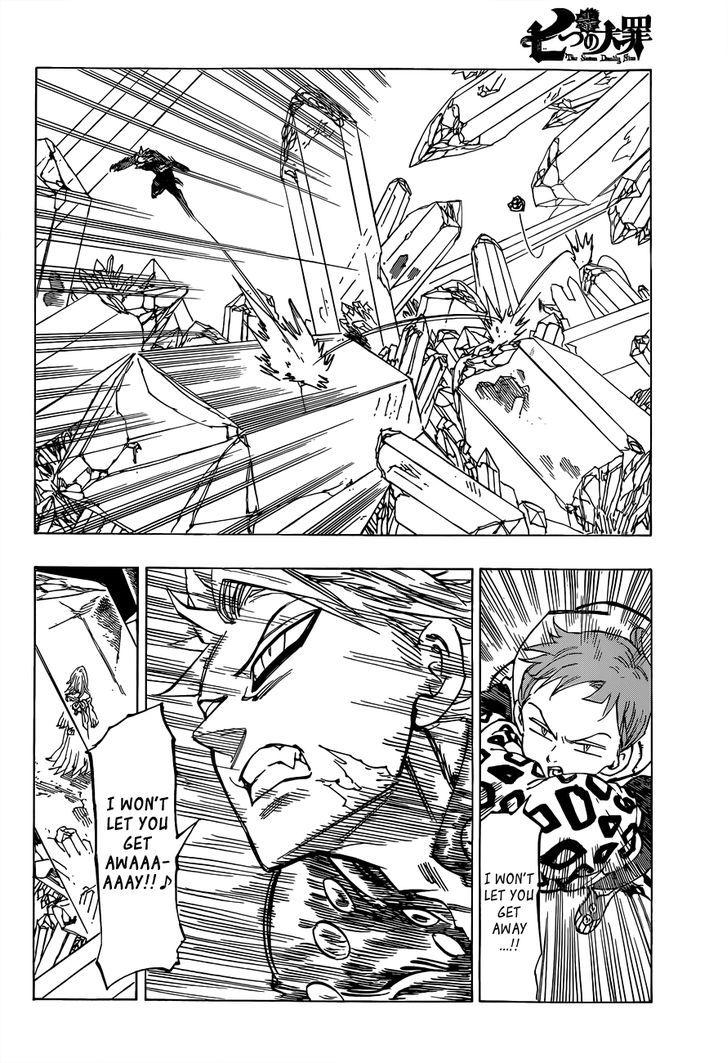 七つの大罪
The Seven Deadly Sins
I WON'T
LET YOU
GET
AWAY
...!!
I WON'T
LET YOU
GET
AWAAA-
AAAY!!♪